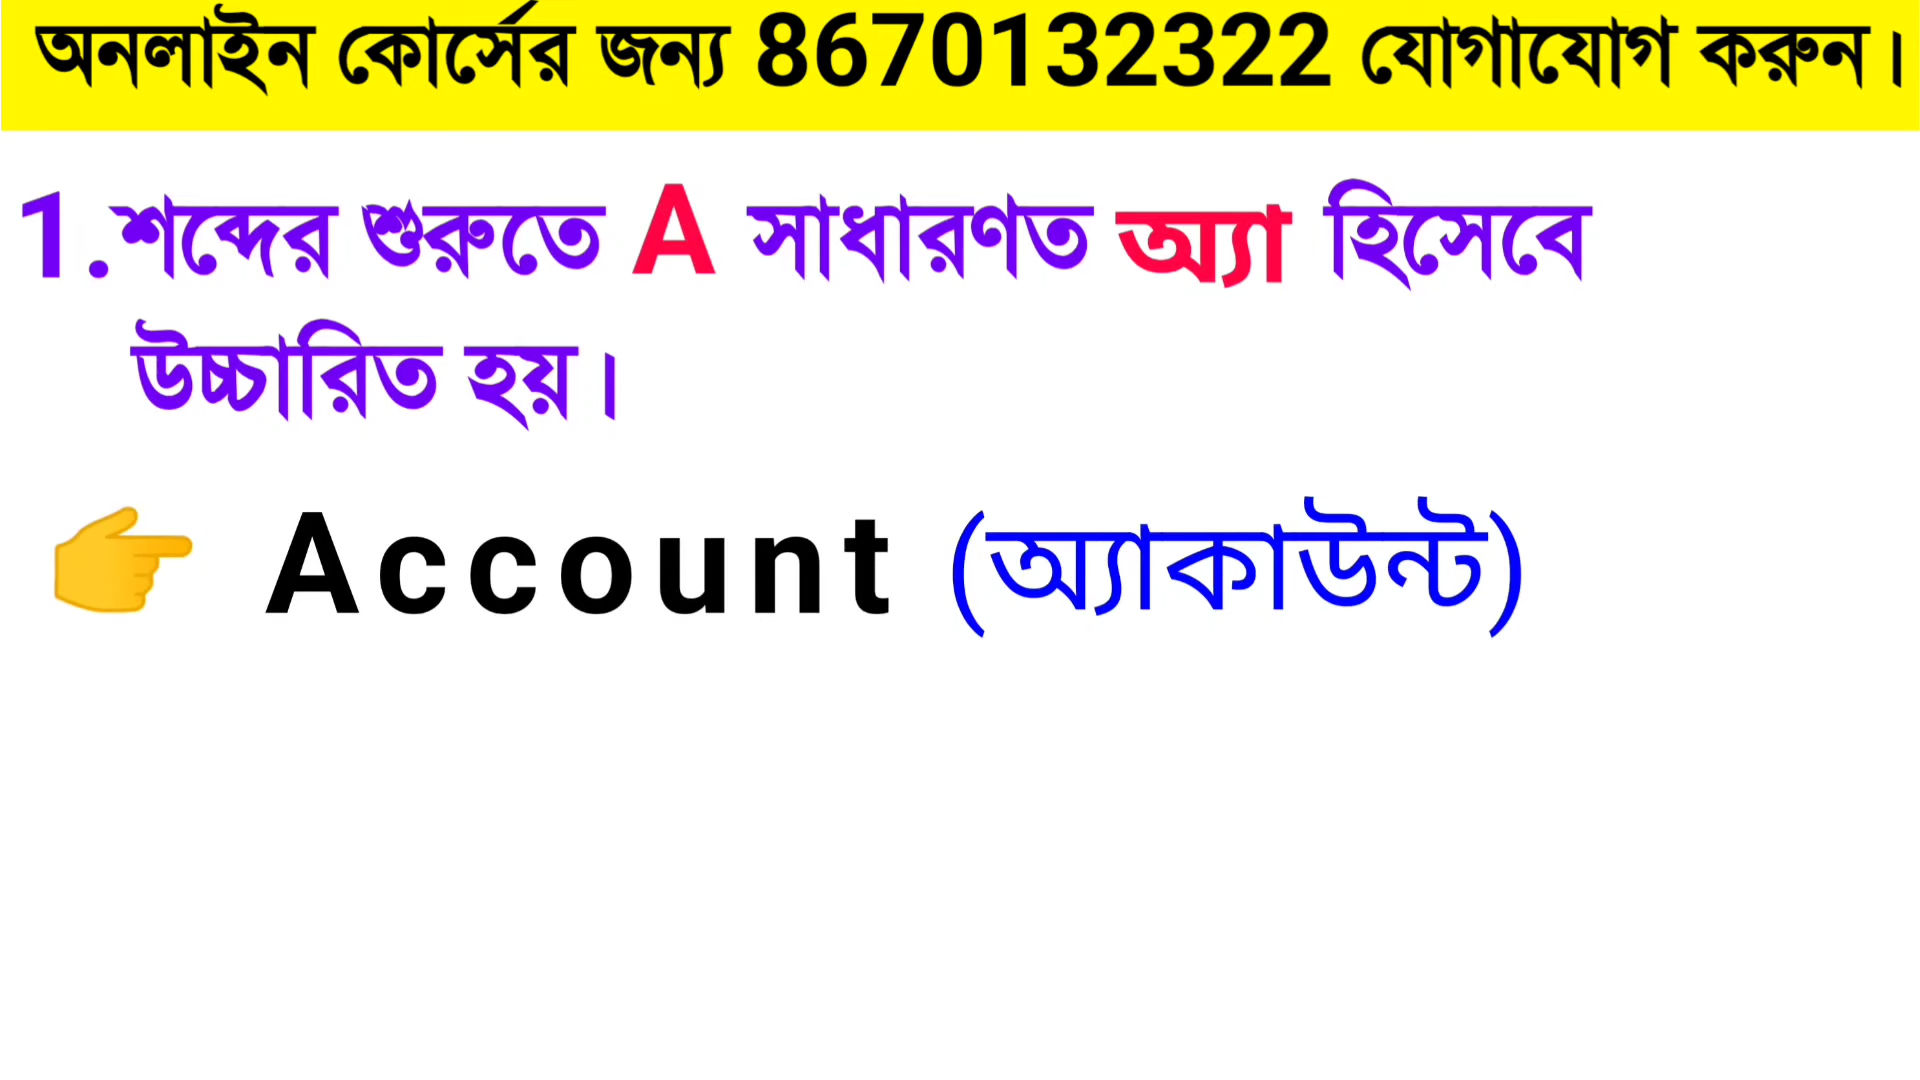 অনলাইন কোর্সের জন্য 8670132322 যোগাযোগ করুন।
1.শব্দের শুরুতে A সাধারণত অ্যা হিসেবে
উচ্চারিত হয়।
👉 Account (অ্যাকাউন্ট)